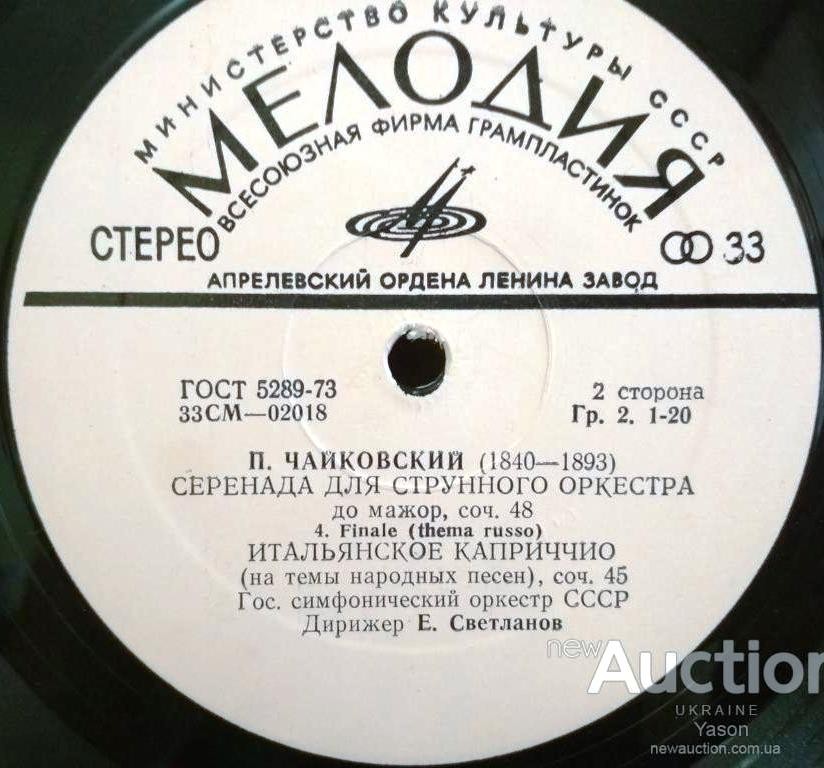 МИНИСТЕРСТВО КУЛЬТУРЫ СССР
МЕЛОДИЯ
ВСЕСОЮЗНАЯ ФИРМА ГРАМПЛАСТИНОК
СТЕРЕО
33
АПРЕЛЕВСКИЙ ОРДЕНА ЛЕНИНА ЗАВОД
ГОСТ 5289-73
2 сторона
33СМ—02018
Гр. 2. 1-20
П. ЧАЙКОВСКИЙ (1840—1893)
СЕРЕНАДА ДЛЯ СТРУННОГО ОРКЕСТРА
до мажор, соч. 48
4. Finale (thema russo)
ИТАЛЬЯНСКОЕ КАПРИЧЧИО
(на темы народных песен), соч. 45
Гос. симфонический оркестр СССР
Дирижер Е. Светланов
newAuction
UKRAINE
Yason
newauction.com.ua